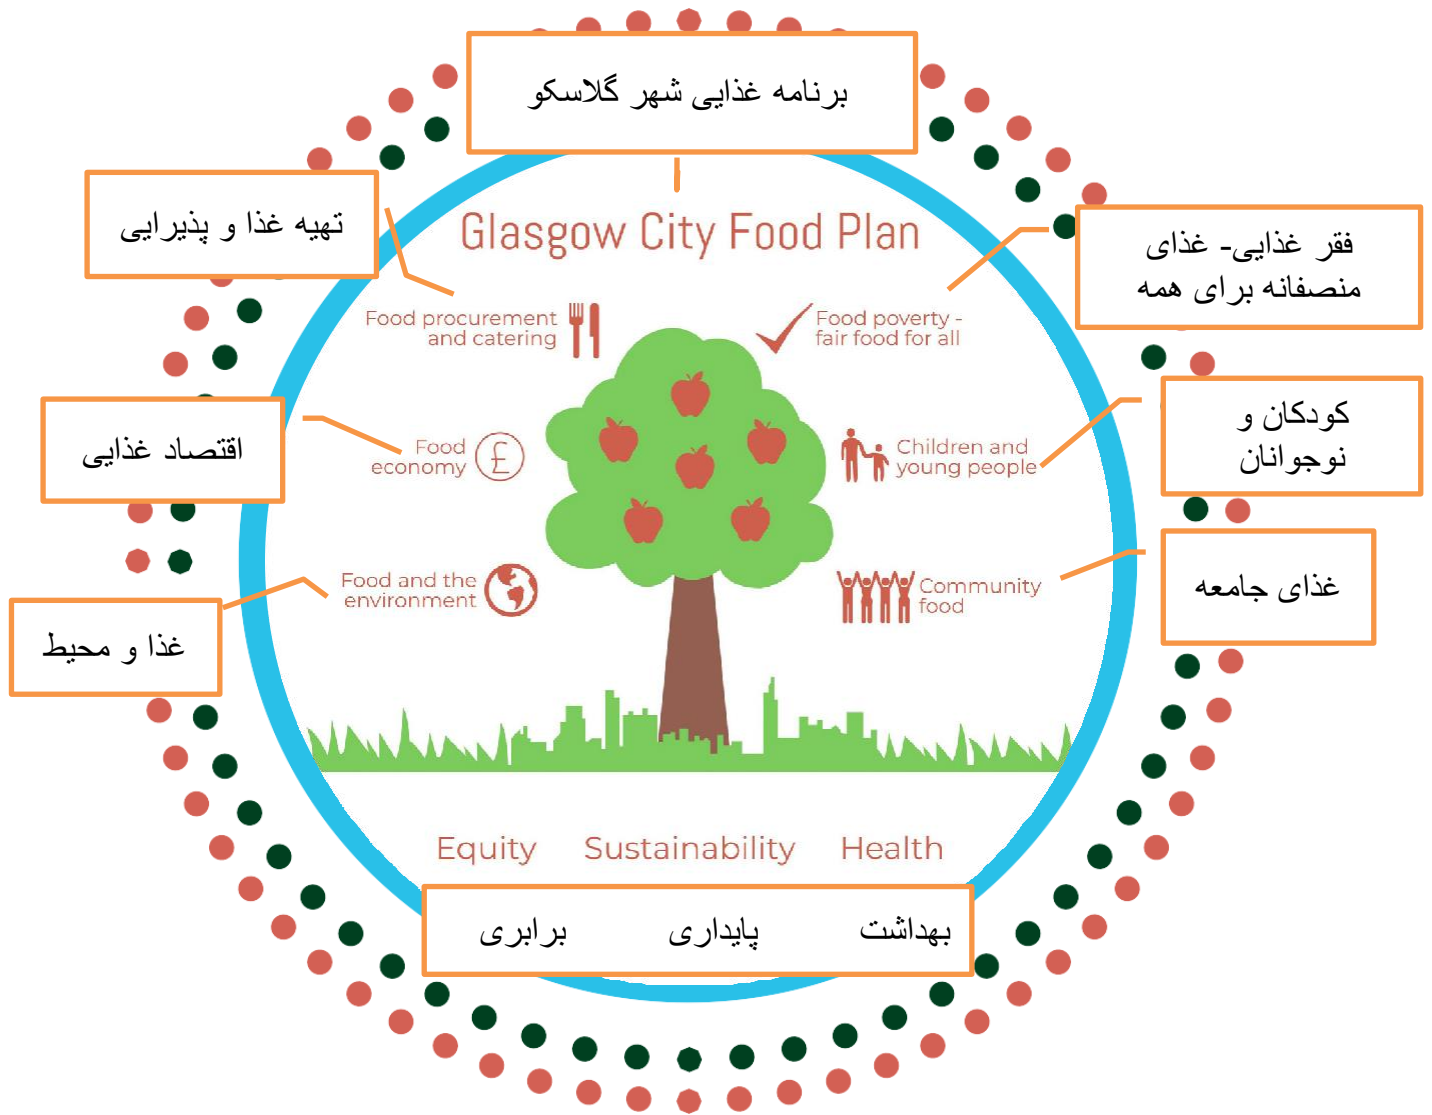 برنامه غذایی شهر گلاسکو
Glasgow City Food Plan
تهیه غذا و پذیرایی
Food procurement
and catering
فقر غذایی- غذای
منصفانه برای همه
Food poverty -
fair food for all
اقتصاد غذایی
Food
economy
£
کودکان و
نوجوانان
Children and
young people
غذا و محیط
Food and the
environment
غذای جامعه
Community
food
Equity Sustainability Health
بهداشت پایداری برابری